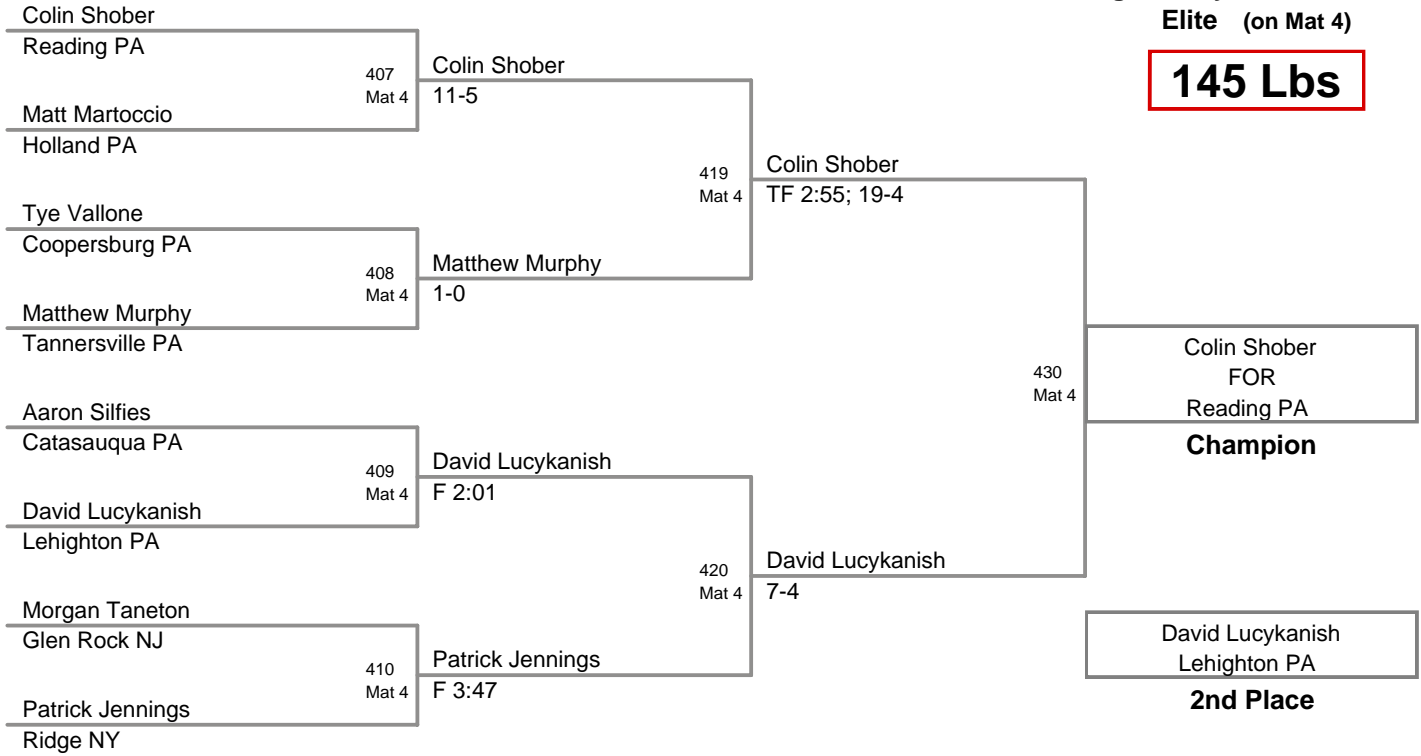 Elite (on Mat 4)
145 Lbs
Colin Shober
Reading PA
407
Mat 4
Matt Martoccio
Holland PA
Colin Shober
11-5
Tye Vallone
Coopersburg PA
408
Mat 4
Matthew Murphy
Tannersville PA
Matthew Murphy
1-0
419
Mat 4
Colin Shober
TF 2:55; 19-4
Aaron Silfies
Catasauqua PA
409
Mat 4
David Lucykanish
Lehighton PA
David Lucykanish
F 2:01
Morgan Taneton
Glen Rock NJ
410
Mat 4
Patrick Jennings
Ridge NY
Patrick Jennings
F 3:47
420
Mat 4
David Lucykanish
7-4
430
Mat 4
Colin Shober
FOR
Reading PA
Champion
David Lucykanish
Lehighton PA
2nd Place